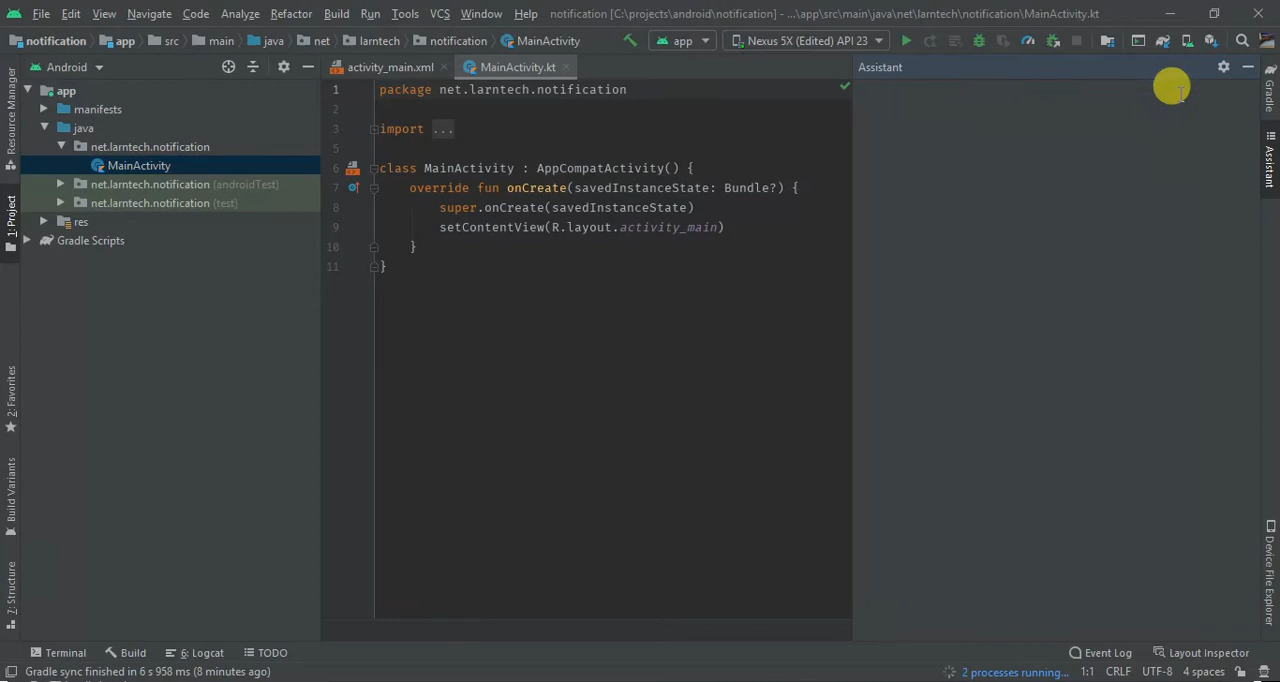 File Edit View Navigate Code Analyze Refactor Build Run Tools VCS Window Help notification [C:\projects\android\notification] - ...\app\src\main\java\net\larntech\notification\MainActivity.kt
notification app src main java net larntech notification MainActivity app Nexus 5X (Edited) API 23
Android
activity_main.xml
MainActivity.kt
Assistant
Resource Manager
1: Project
2: Favorites
Build Variants
7: Structure
app
manifests
java
net.larntech.notification
MainActivity
net.larntech.notification (androidTest)
net.larntech.notification (test)
res
Gradle Scripts
1 package net.larntech.notification
2
3 import ...
5
6 class MainActivity : AppCompatActivity() {
7 override fun onCreate(savedInstanceState: Bundle?) {
8 super.onCreate(savedInstanceState)
9 setContentView(R.layout.activity_main)
10 }
11 }
Gradle
Assistant
Device File Explorer
Terminal Build 6: Logcat TODO Event Log Layout Inspector
Gradle sync finished in 6 s 958 ms (8 minutes ago) 2 processes running... 1:1 CRLF UTF-8 4 spaces